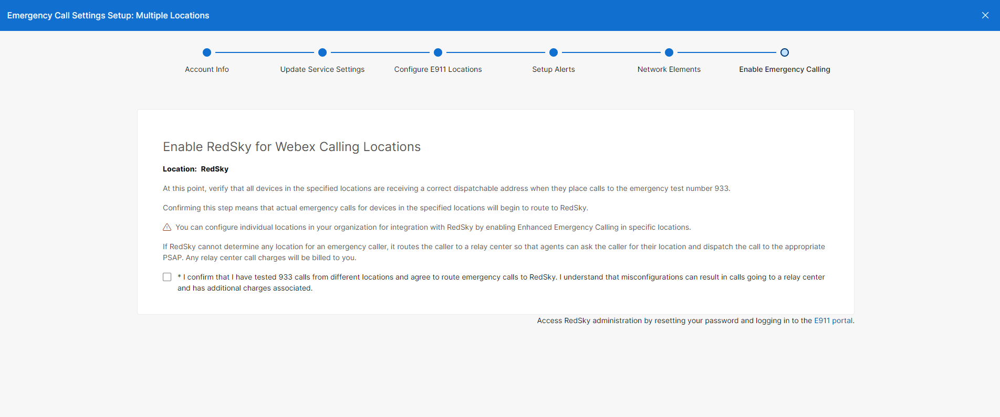 Emergency Call Settings Setup: Multiple Locations
Account Info
Update Service Settings
Configure E911 Locations
Setup Alerts
Network Elements
Enable Emergency Calling
Enable RedSky for Webex Calling Locations
Location: RedSky
At this point, verify that all devices in the specified locations are receiving a correct dispatchable address when they place calls to the emergency test number 933.
Confirming this step means that actual emergency calls for devices in the specified locations will begin to route to RedSky.
You can configure individual locations in your organization for integration with RedSky by enabling Enhanced Emergency Calling in specific locations.
If RedSky cannot determine any location for an emergency caller, it routes the caller to a relay center so that agents can ask the caller for their location and dispatch the call to the appropriate
PSAP. Any relay center call charges will be billed to you.
* I confirm that I have tested 933 calls from different locations and agree to route emergency calls to RedSky. I understand that misconfigurations can result in calls going to a relay center
and has additional charges associated.
Access RedSky administration by resetting your password and logging in to the E911 portal.